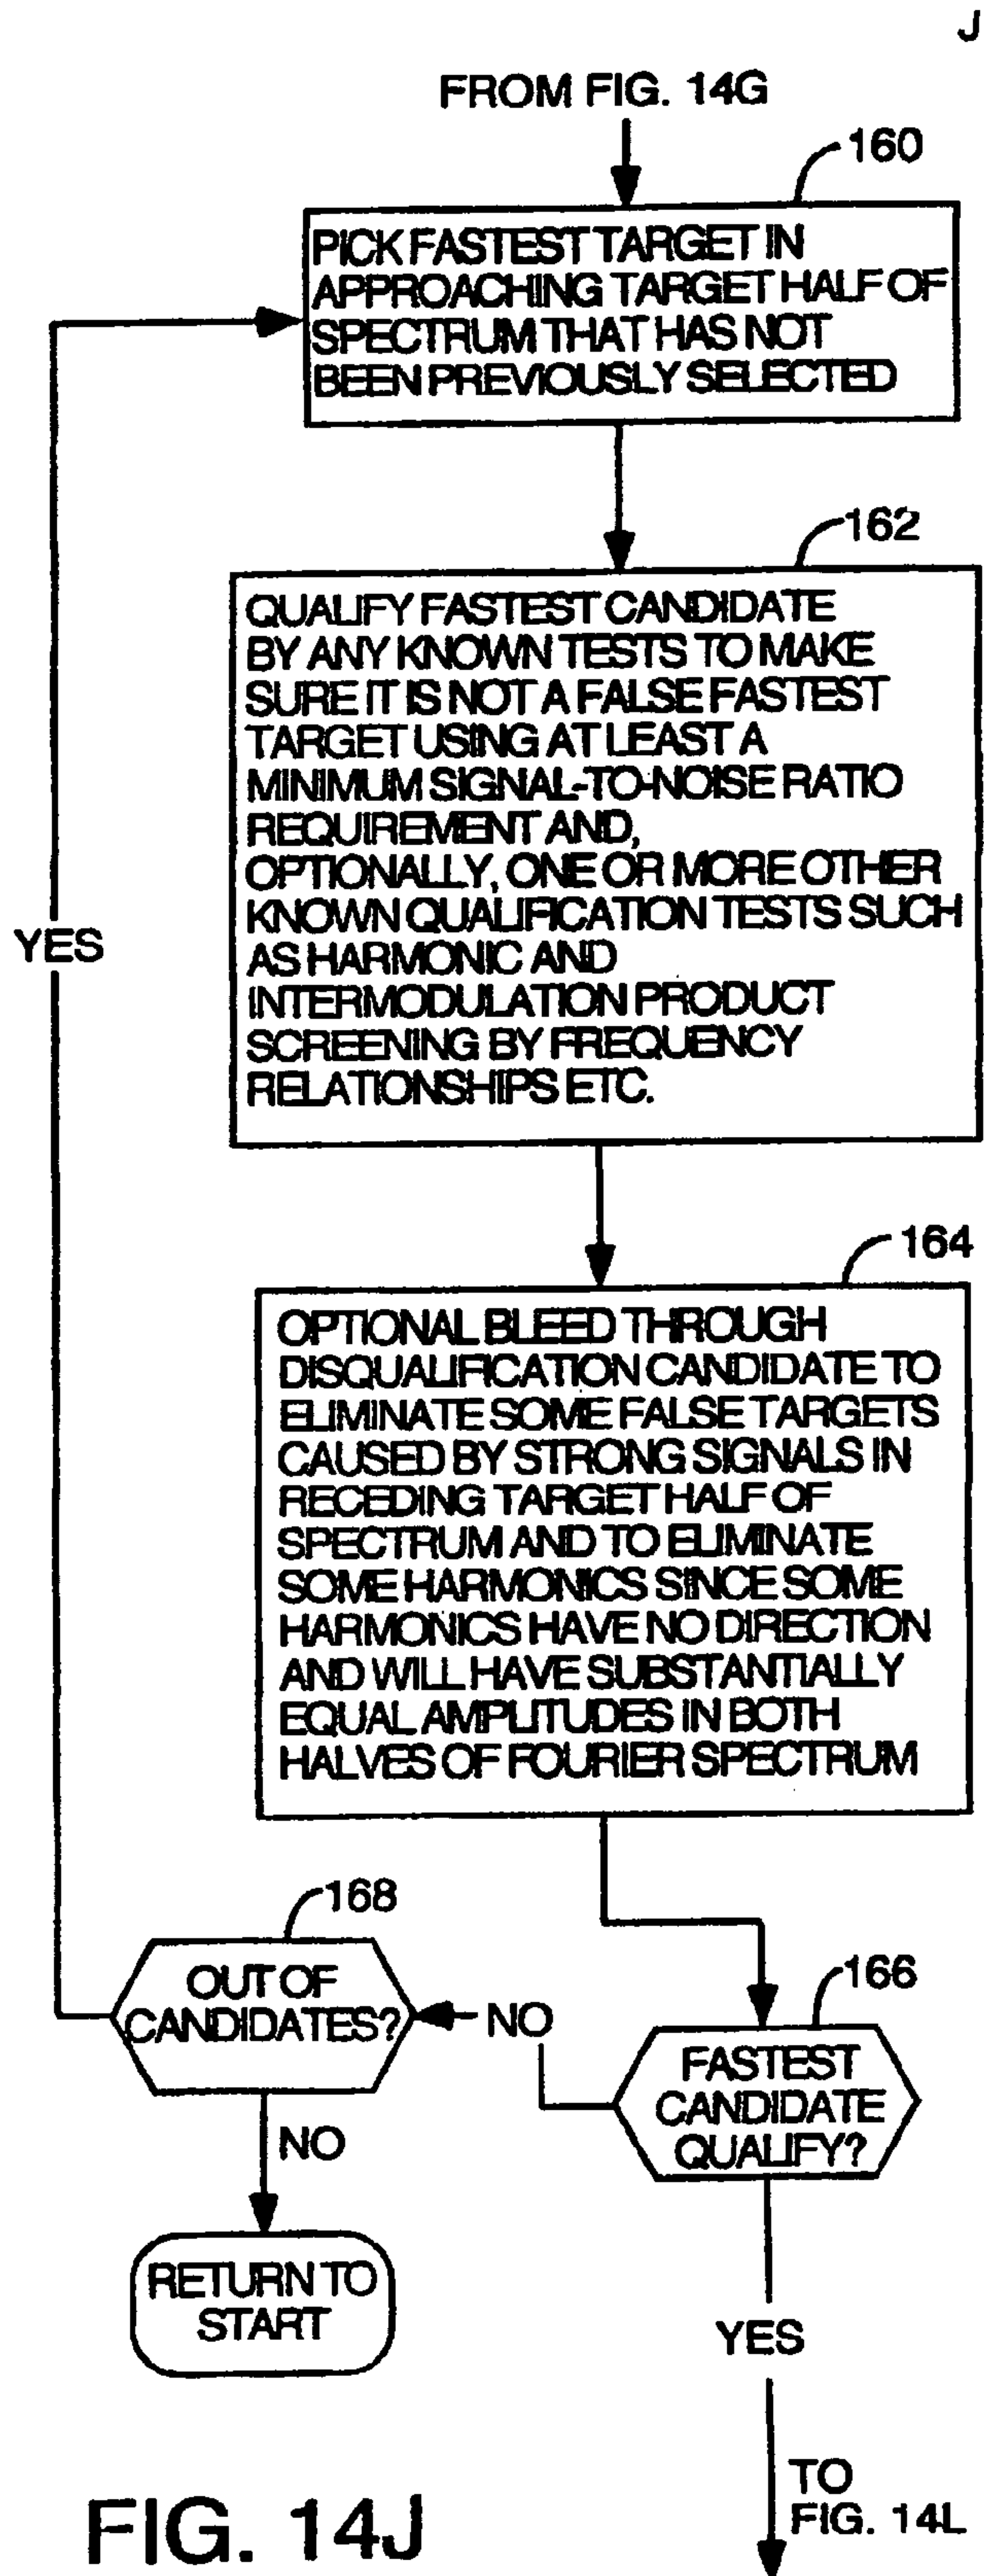 J
FROM FIG. 14G
160
PICK FASTEST TARGET IN
APPROACHING TARGET HALF OF
SPECTRUM THAT HAS NOT
BEEN PREVIOUSLY SELECTED
162
QUALIFY FASTEST CANDIDATE
BY ANY KNOWN TESTS TO MAKE
SURE IT IS NOT A FALSE FASTEST
TARGET USING AT LEAST A
MINIMUM SIGNAL-TO-NOISE RATIO
REQUIREMENT AND,
OPTIONALLY, ONE OR MORE OTHER
KNOWN QUALIFICATION TESTS SUCH
AS HARMONIC AND
INTERMODULATION PRODUCT
SCREENING BY FREQUENCY
RELATIONSHIPS ETC.
YES
164
OPTIONAL BLEED THROUGH
DISQUALIFICATION CANDIDATE TO
ELIMINATE SOME FALSE TARGETS
CAUSED BY STRONG SIGNALS IN
RECEDING TARGET HALF OF
SPECTRUM AND TO ELIMINATE
SOME HARMONICS SINCE SOME
HARMONICS HAVE NO DIRECTION
AND WILL HAVE SUBSTANTIALLY
EQUAL AMPLITUDES IN BOTH
HALVES OF FOURIER SPECTRUM
168
OUT OF
CANDIDATES?
NO
166
FASTEST
CANDIDATE
QUALIFY?
NO
RETURN TO
START
YES
TO
FIG. 14L
FIG. 14J